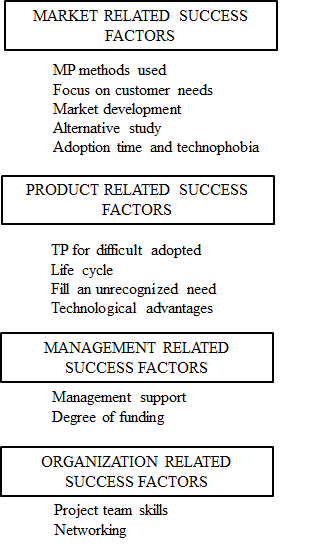 MARKET RELATED SUCCESS
FACTORS
MP methods used
Focus on customer needs
Market development
Alternative study
Adoption time and technophobia
PRODUCT RELATED SUCCESS
FACTORS
TP for difficult adopted
Life cycle
Fill an unrecognized need
Technological advantages
MANAGEMENT RELATED
SUCCESS FACTORS
Management support
Degree of funding
ORGANIZATION RELATED
SUCCESS FACTORS
Project team skills
Networking